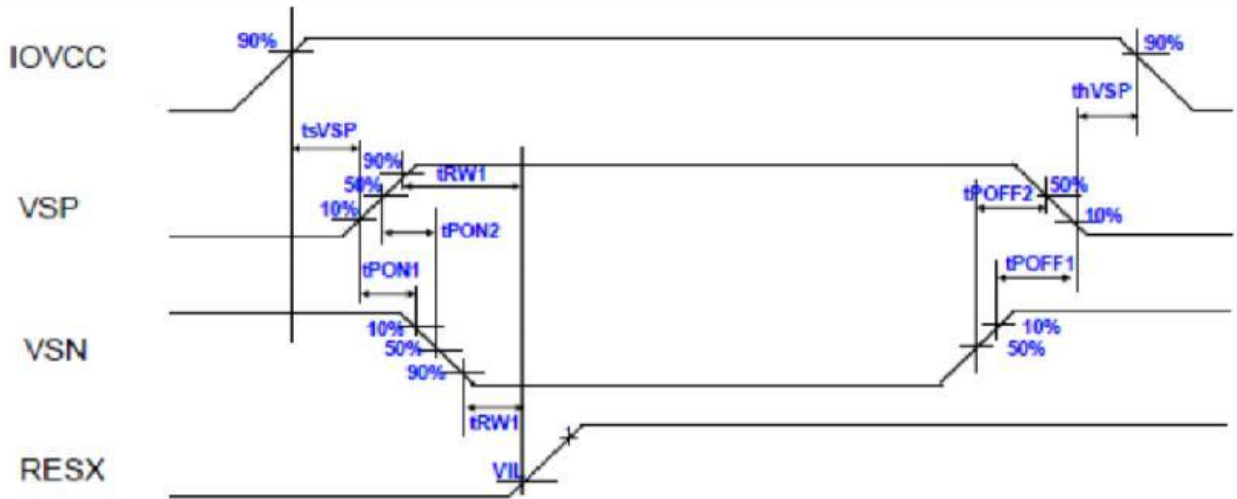 IOVCC
90%
90%
tsVSP
thVSP
VSP
90%
50%
10%
tRW1
tPON2
tPON1
tPOFF2
50%
10%
tPOFF1
VSN
10%
50%
90%
10%
50%
tRW1
RESX
VIL